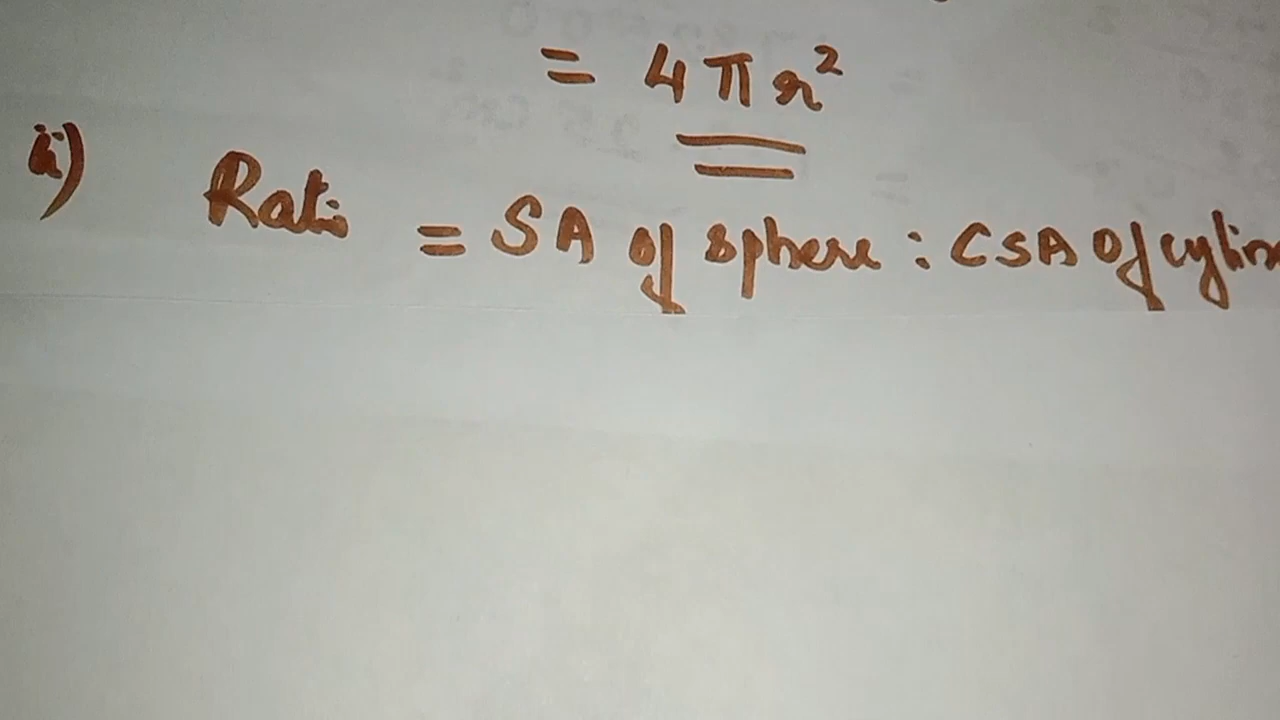 = 4πr²
ii) Ratio = SA of sphere : CSA of cylin